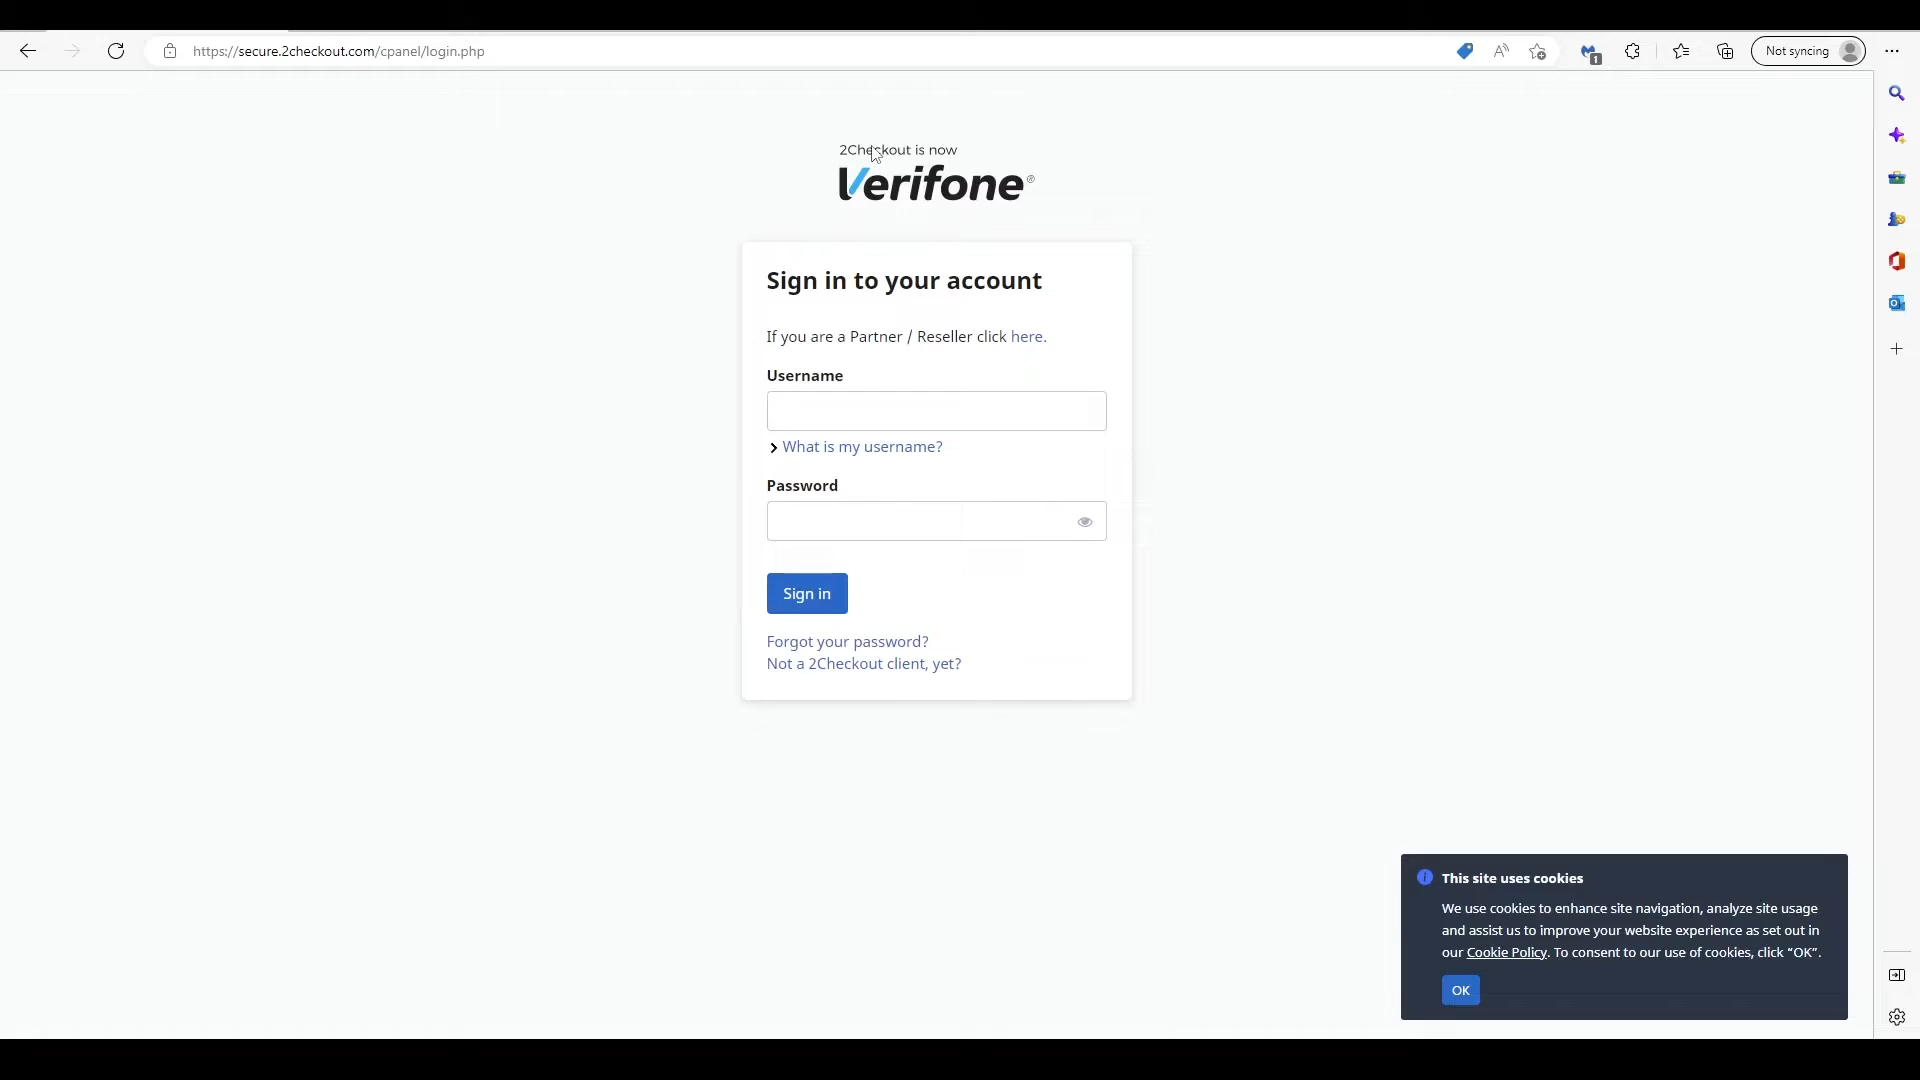 https://secure.2checkout.com/cpanel/login.php
1
Not syncing
2Checkout is now
Verifone®
Sign in to your account
If you are a Partner / Reseller click here.
Username
What is my username?
Password
Sign in
Forgot your password?
Not a 2Checkout client, yet?
This site uses cookies
We use cookies to enhance site navigation, analyze site usage
and assist us to improve your website experience as set out in
our Cookie Policy. To consent to our use of cookies, click “OK”.
OK